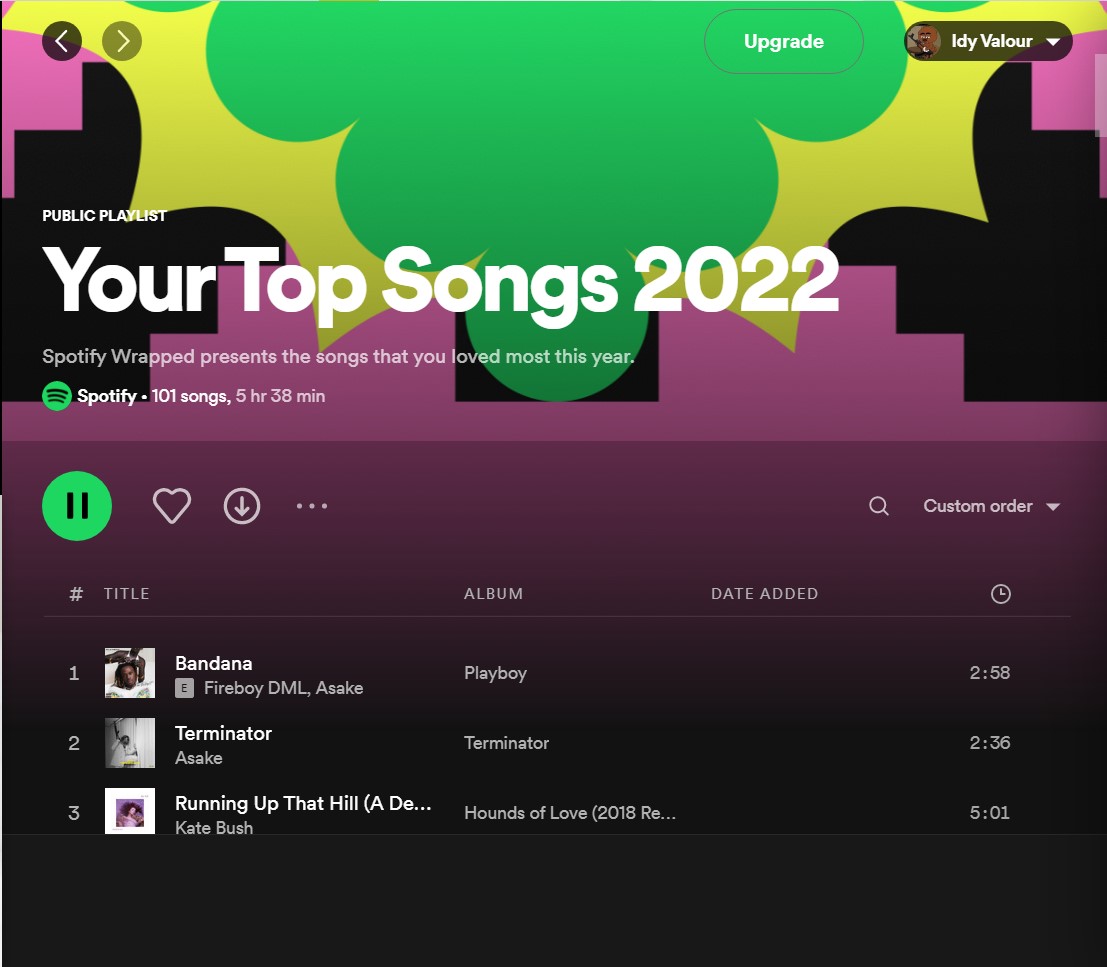 Upgrade
Idy Valour
PUBLIC PLAYLIST
Your Top Songs 2022
Spotify Wrapped presents the songs that you loved most this year.
Spotify • 101 songs, 5 hr 38 min
Custom order
# TITLE ALBUM DATE ADDED
1 Bandana Playboy 2:58
E Fireboy DML, Asake
2 Terminator Terminator 2:36
Asake
3 Running Up That Hill (A De... Hounds of Love (2018 Re... 5:01
Kate Bush